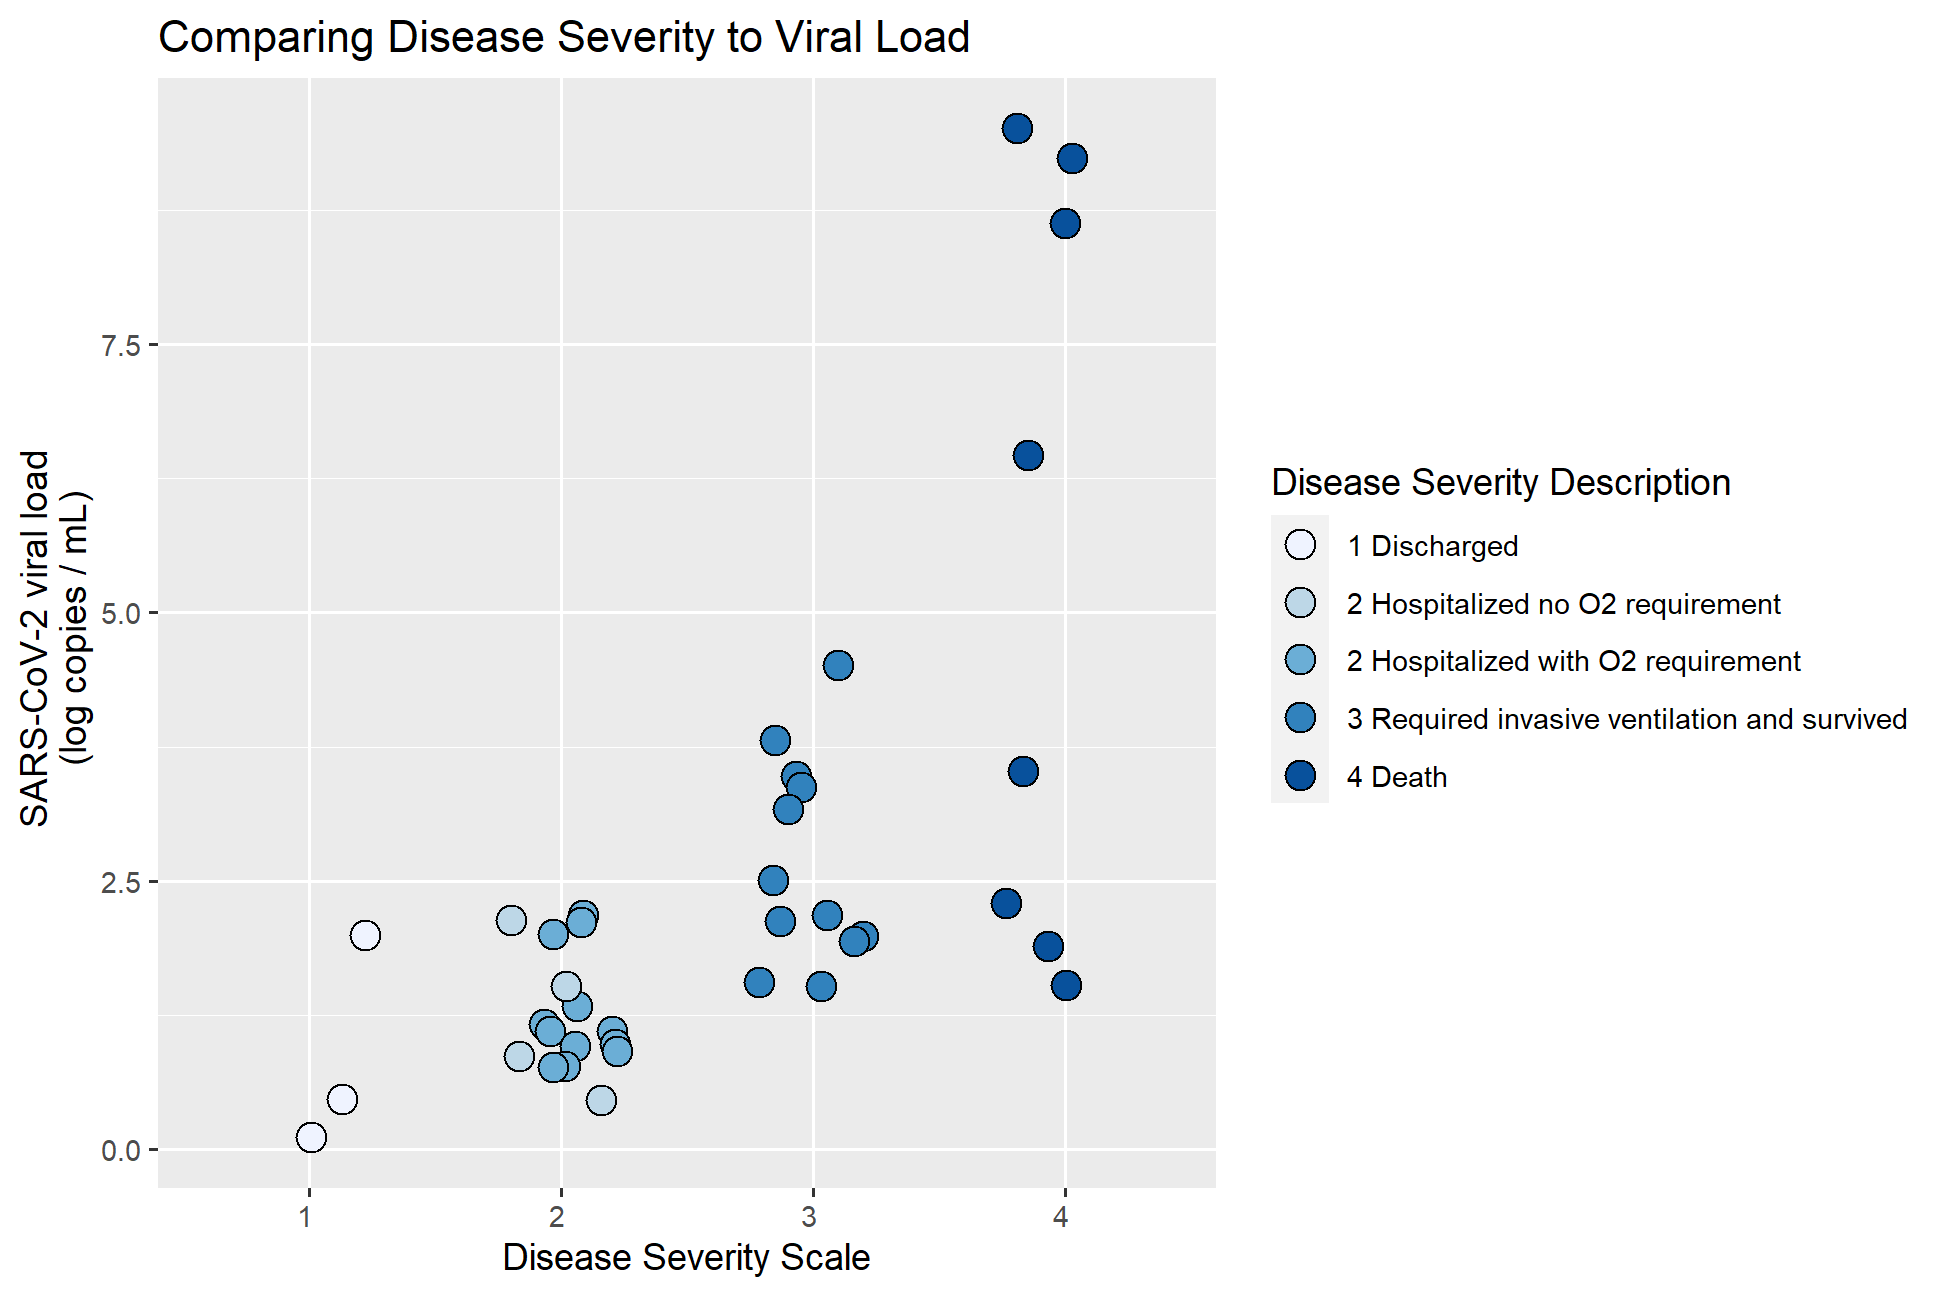 Comparing Disease Severity to Viral Load
SARS-CoV-2 viral load
(log copies / mL)
7.5
5.0
2.5
0.0
1
2
3
4
Disease Severity Scale
Disease Severity Description
1 Discharged
2 Hospitalized no O2 requirement
2 Hospitalized with O2 requirement
3 Required invasive ventilation and survived
4 Death